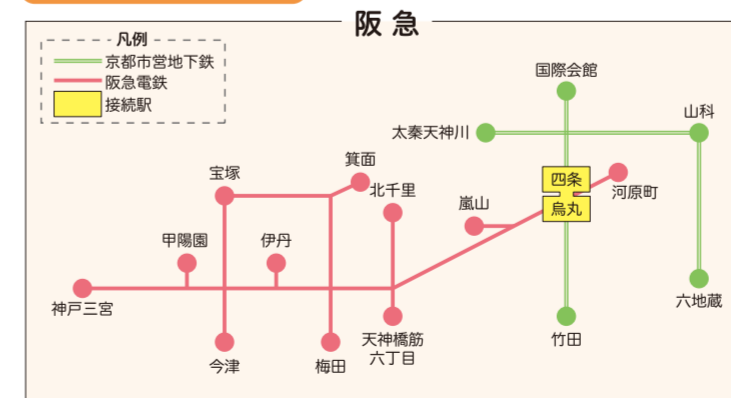 阪急
凡例
京都市営地下鉄
阪急電鉄
接続駅
国際会館
山科
太秦天神川
箕面
宝塚
北千里
四条
河原町
嵐山
烏丸
甲陽園
伊丹
神戸三宮
六地蔵
天神橋筋
六丁目
竹田
今津
梅田